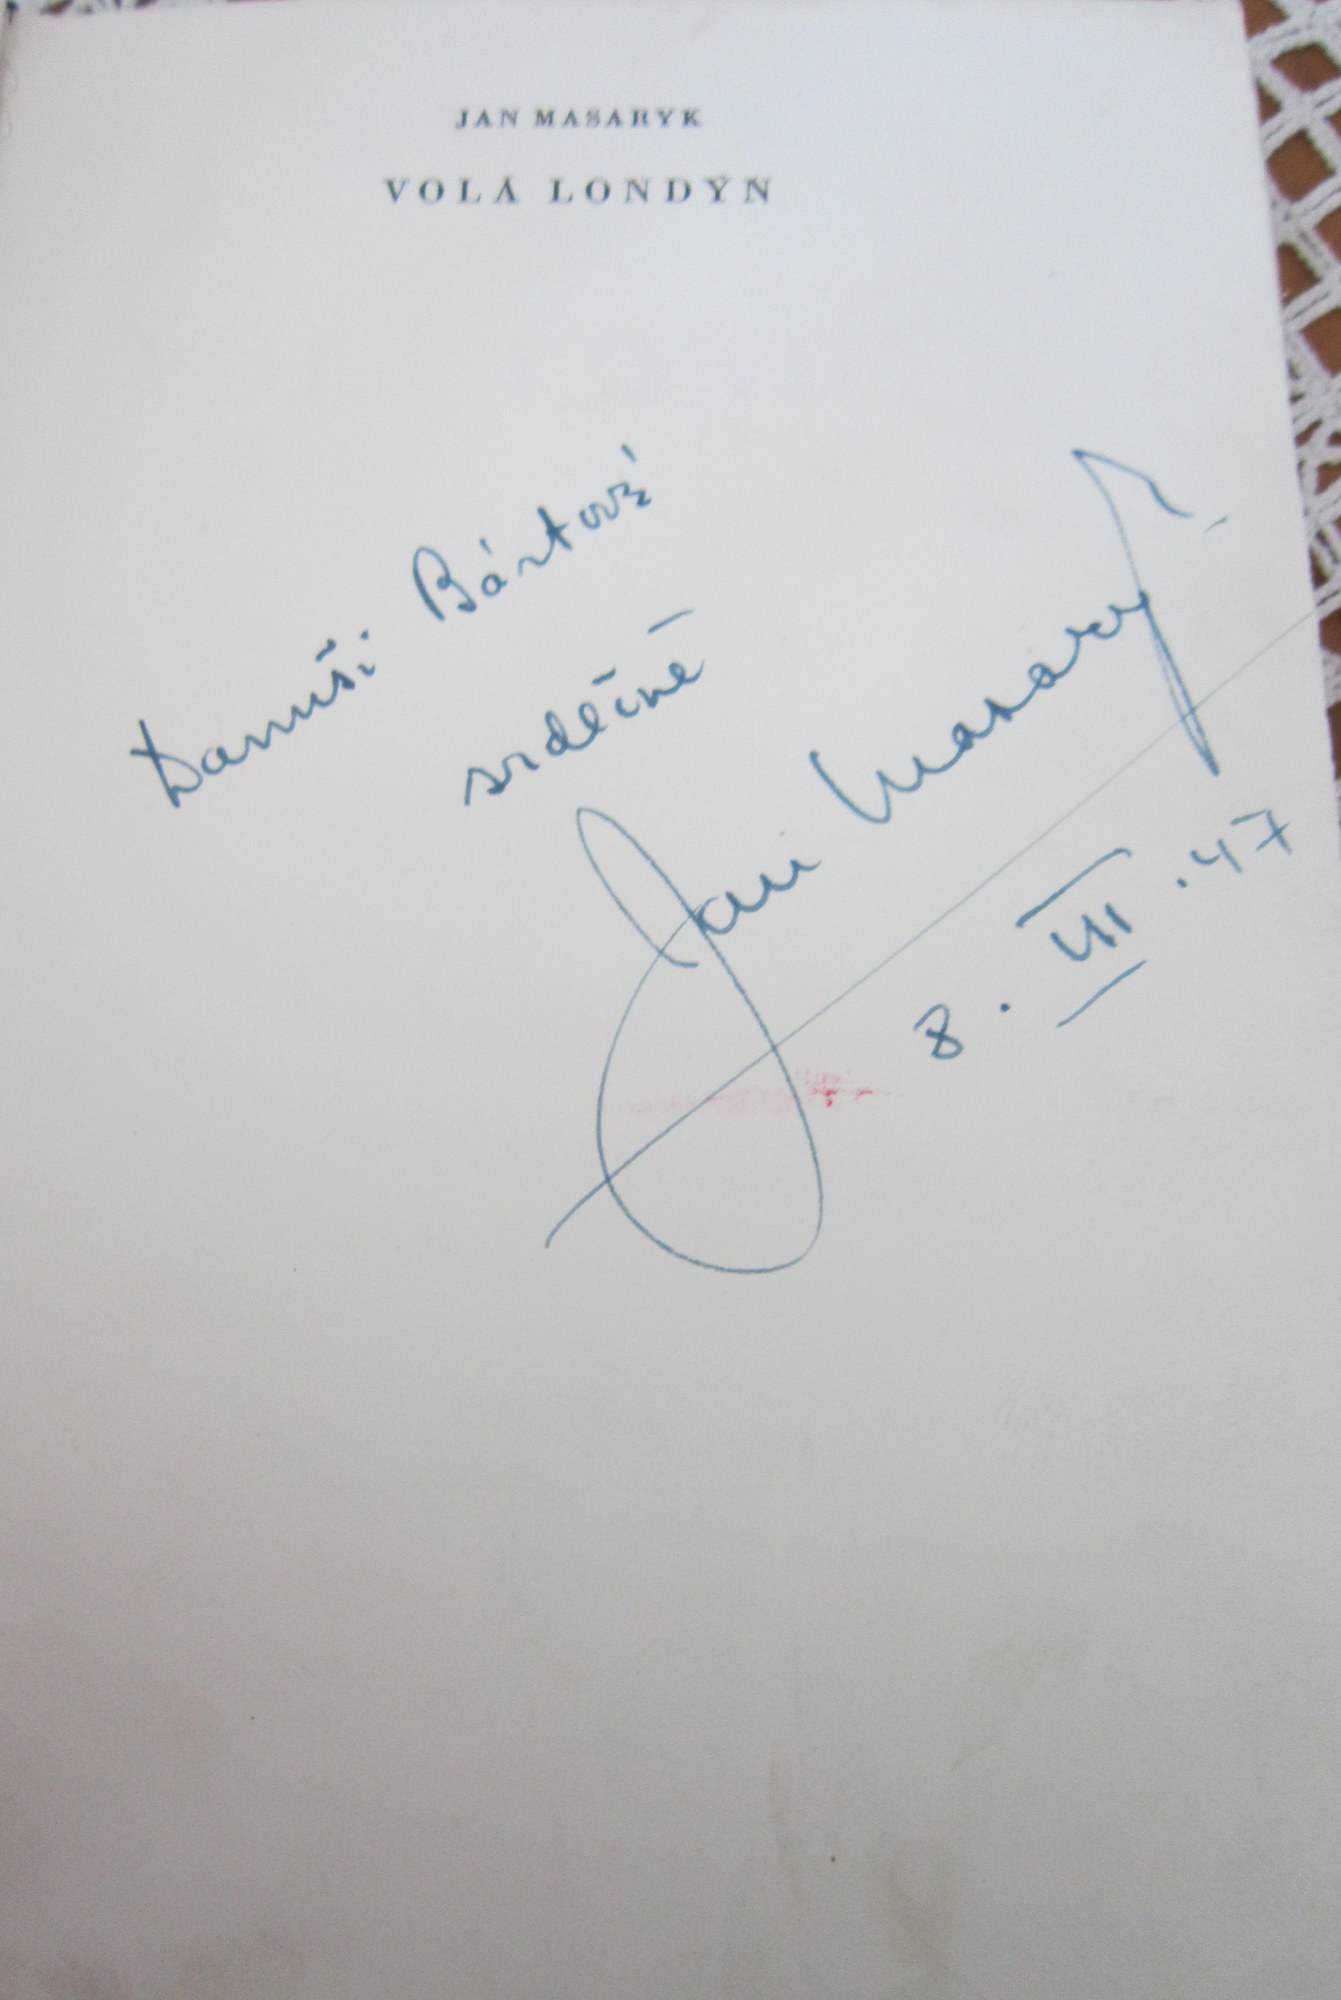 JAN MASARYK
VOLÁ LONDÝN
Danuši Bártové
srdečně
Jan Masaryk
8. VII. 47